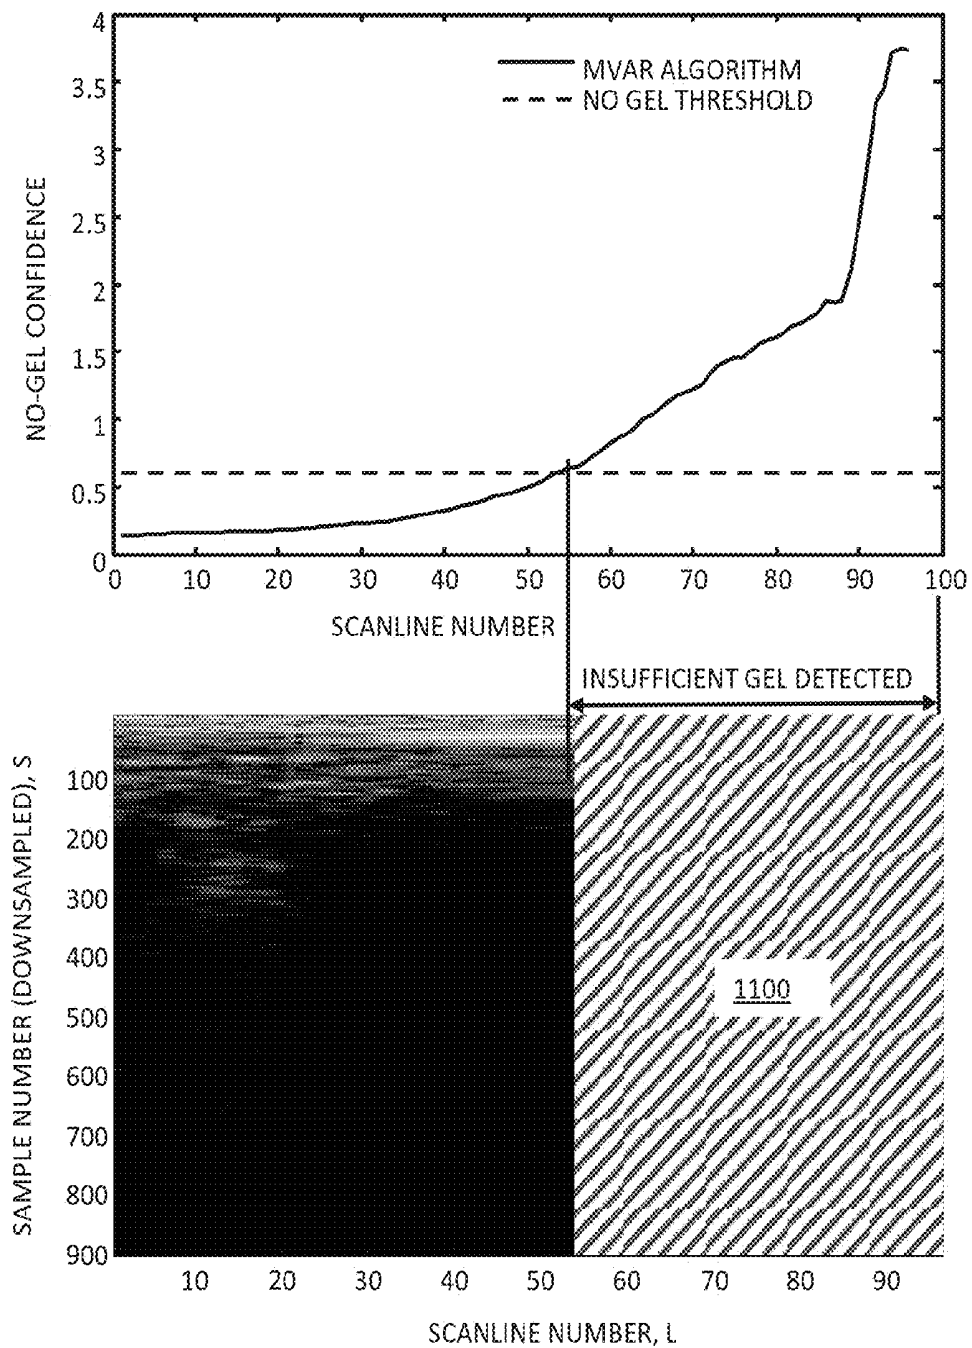 4
3.5
3
2.5
2
1.5
1
0.5
0
NO-GEL CONFIDENCE
MVAR ALGORITHM
NO GEL THRESHOLD
0 10 20 30 40 50 60 70 80 90 100
SCANLINE NUMBER
INSUFFICIENT GEL DETECTED
SAMPLE NUMBER (DOWNSAMPLED), S
100
200
300
400
500
600
700
800
900
1100
10 20 30 40 50 60 70 80 90
SCANLINE NUMBER, L